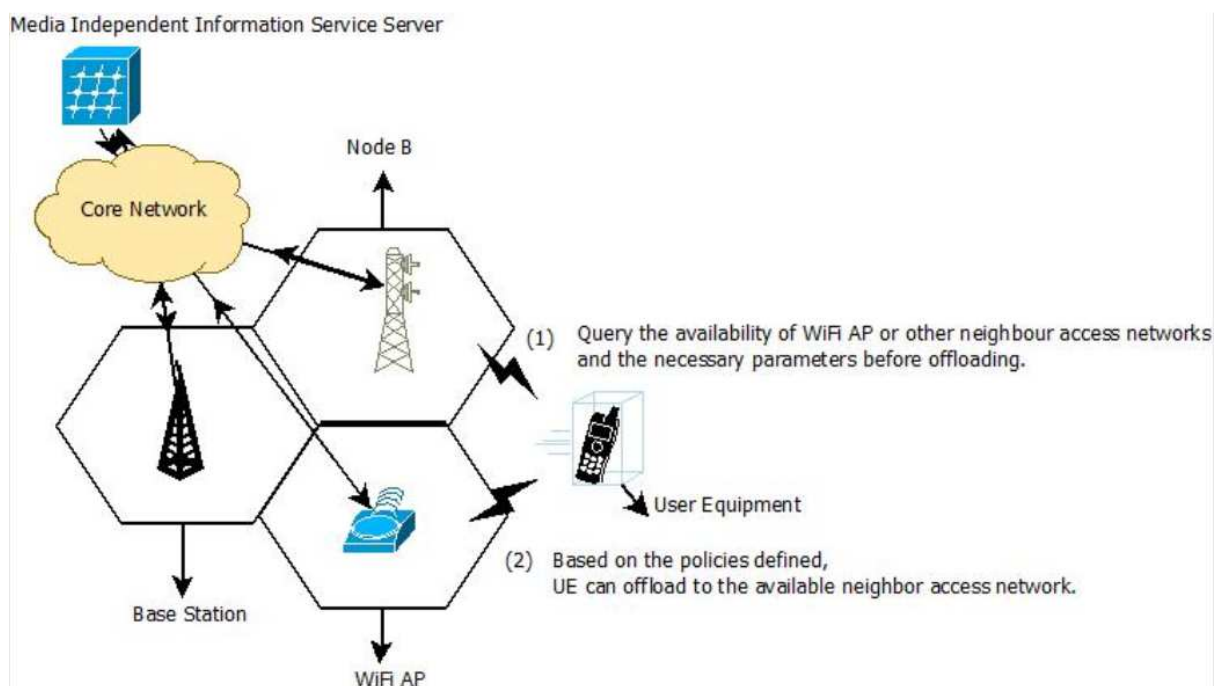 Media Independent Information Service Server
Node B
Core Network
(1) Query the availability of WiFi AP or other neighbour access networks
and the necessary parameters before offloading.
User Equipment
(2) Based on the policies defined,
UE can offload to the available neighbor access network.
Base Station
WiFi AP